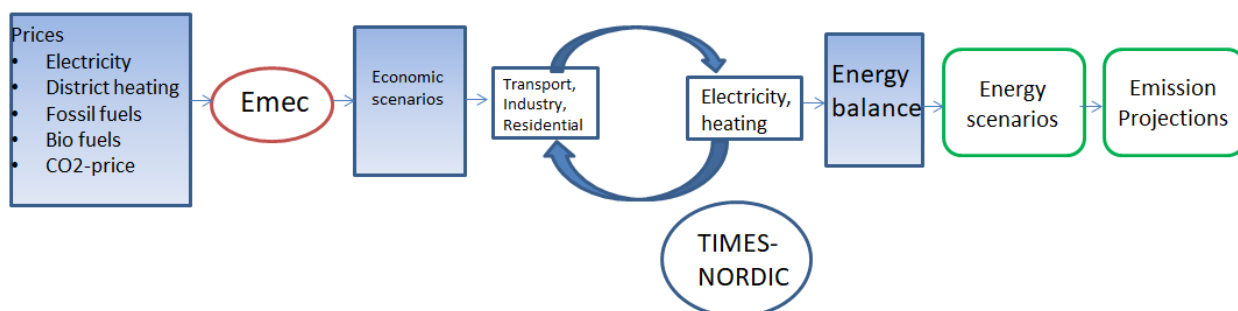 Prices
• Electricity
• District heating
• Fossil fuels
• Bio fuels
• CO2-price
Emec
Economic
scenarios
Transport,
Industry,
Residential
Electricity,
heating
TIMES-
NORDIC
Energy
balance
Energy
scenarios
Emission
Projections